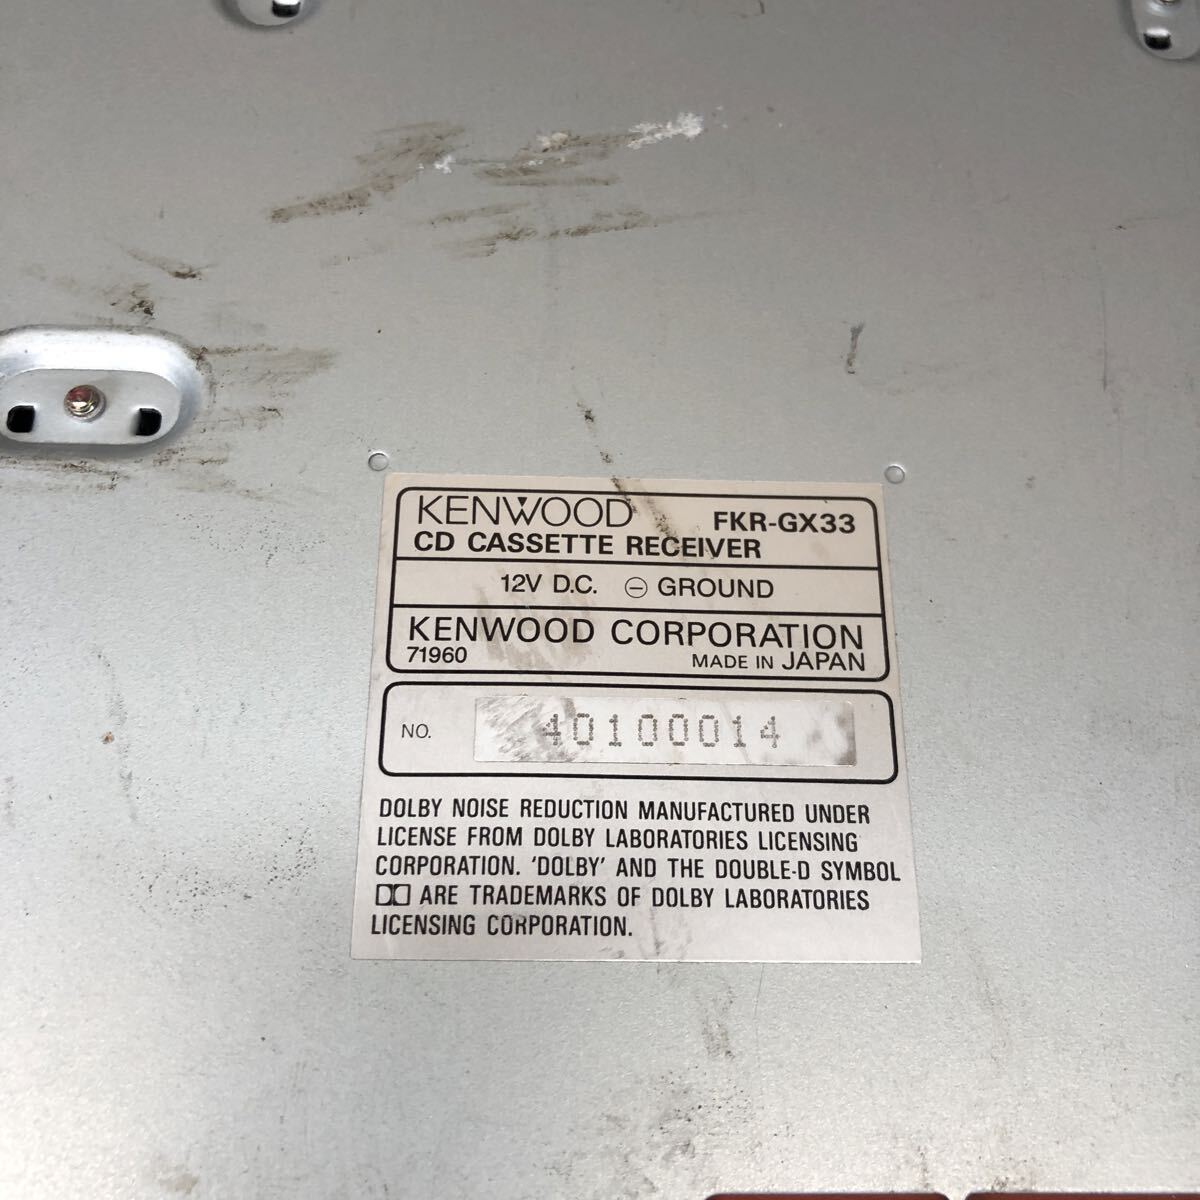 KENWOOD FKR-GX33
CD CASSETTE RECEIVER
12V D.C. ⊖ GROUND
KENWOOD CORPORATION
71960 MADE IN JAPAN
NO. 40100014
DOLBY NOISE REDUCTION MANUFACTURED UNDER
LICENSE FROM DOLBY LABORATORIES LICENSING
CORPORATION. 'DOLBY' AND THE DOUBLE-D SYMBOL
ARE TRADEMARKS OF DOLBY LABORATORIES
LICENSING CORPORATION.